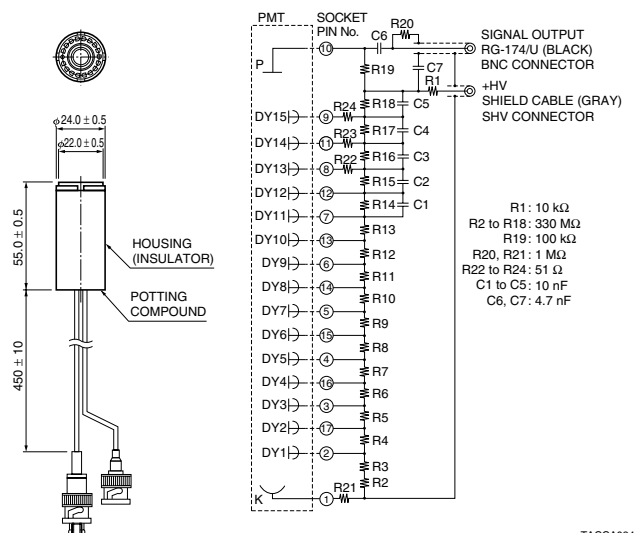 PMT
SOCKET
PIN No.
SIGNAL OUTPUT
RG-174/U (BLACK)
BNC CONNECTOR
+HV
SHIELD CABLE (GRAY)
SHV CONNECTOR
R20
C6
10
P
R19
C7
R1
R18
C5
DY15
9
R24
R17
C4
DY14
11
R23
R16
C3
DY13
8
R22
R15
C2
DY12
12
R14
C1
DY11
7
R13
DY10
13
R12
DY9
6
R11
DY8
14
R10
DY7
5
R9
DY6
15
R8
DY5
4
R7
DY4
16
R6
DY3
3
R5
DY2
17
R4
DY1
2
R3
R2
K
1
R21
R1: 10 kΩ
R2 to R18: 330 MΩ
R19: 100 kΩ
R20, R21: 1 MΩ
R22 to R24: 51 Ω
C1 to C5: 10 nF
C6, C7: 4.7 nF
φ24.0 ± 0.5
φ22.0 ± 0.5
55.0 ± 0.5
450 ± 10
HOUSING
(INSULATOR)
POTTING
COMPOUND